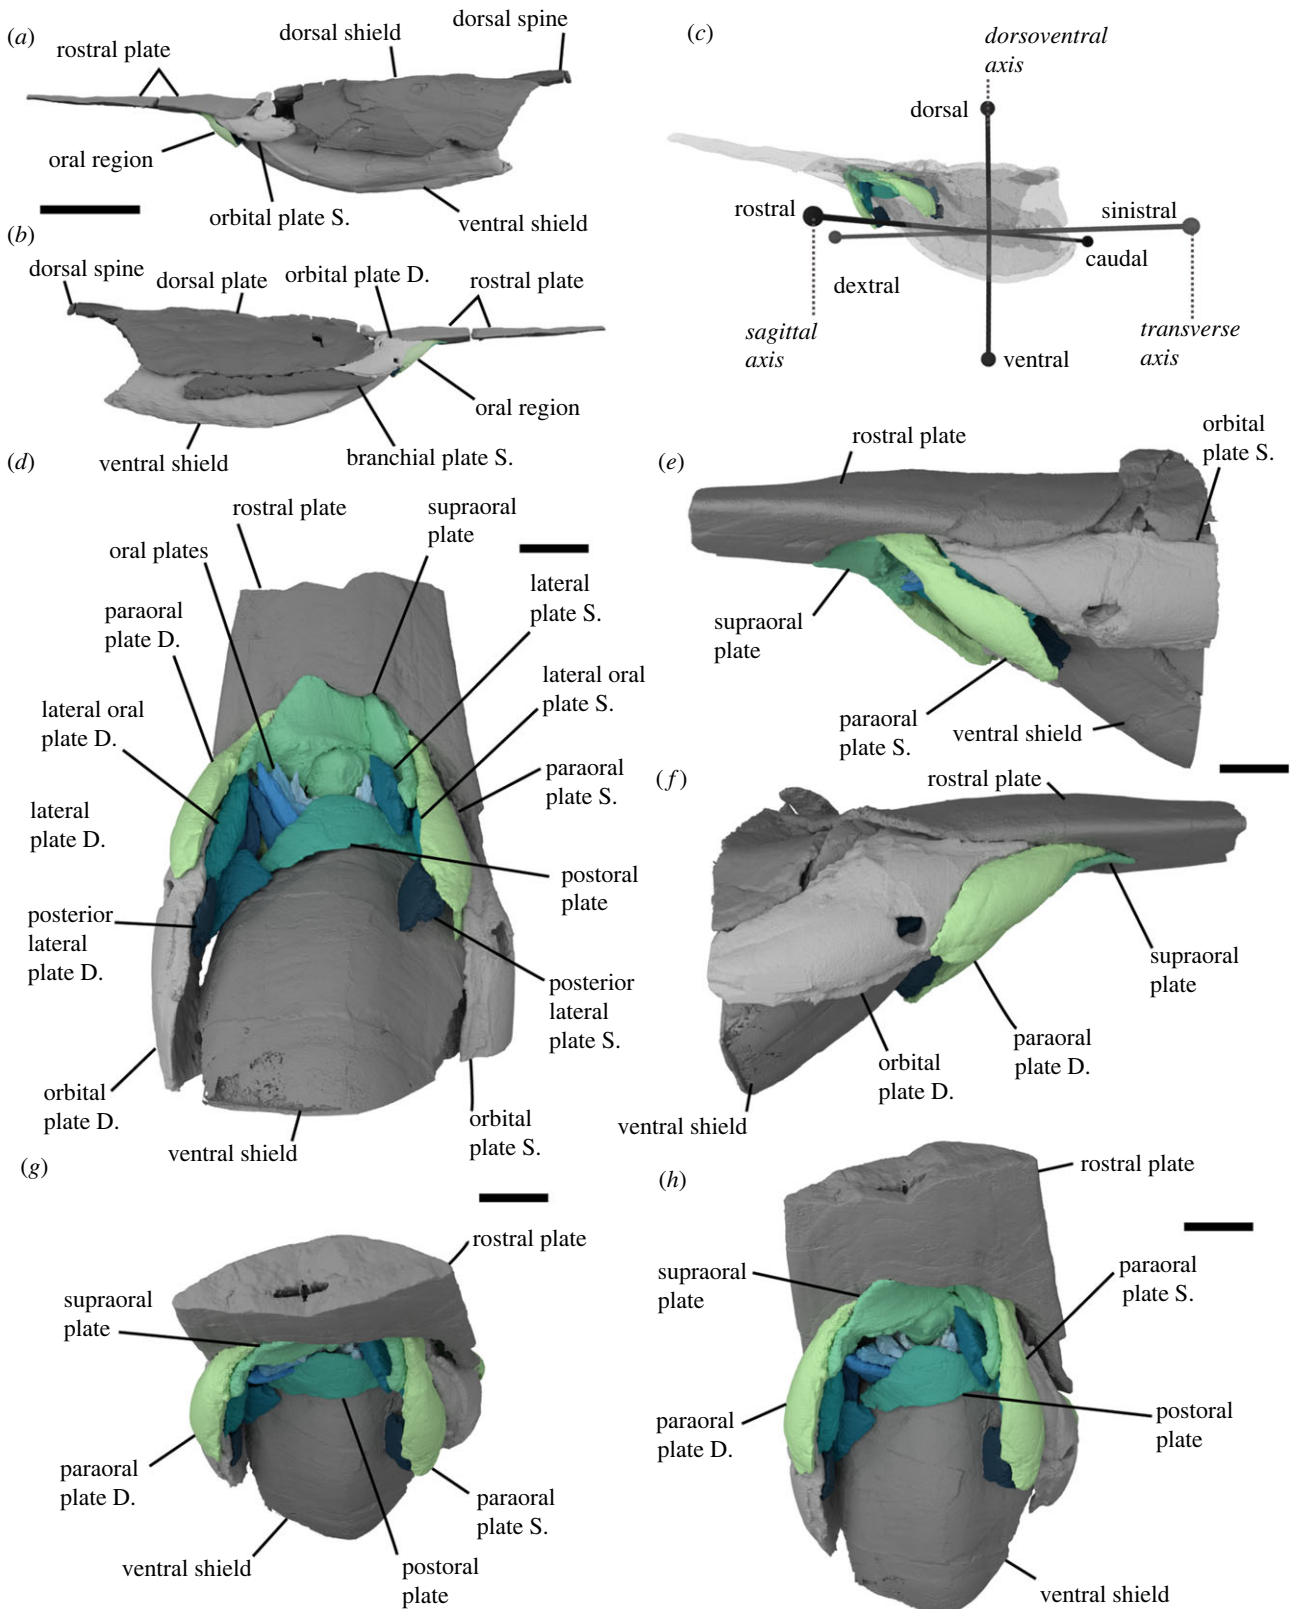 (a)
rostral plate
dorsal shield
dorsal spine
oral region
orbital plate S.
ventral shield
(b)
dorsal spine
dorsal plate
orbital plate D.
rostral plate
oral region
ventral shield
branchial plate S.
(c)
dorsoventral
axis
dorsal
rostral
sinistral
caudal
dextral
sagittal
axis
transverse
axis
ventral
(d)
rostral plate
supraoral
plate
oral plates
lateral
plate S.
paraoral
plate D.
lateral oral
plate S.
lateral oral
plate D.
paraoral
plate S.
lateral
plate D.
postoral
plate
posterior
lateral
plate D.
posterior
lateral
plate S.
orbital
plate D.
ventral shield
orbital
plate S.
(e)
rostral plate
orbital
plate S.
supraoral
plate
paraoral
plate S.
ventral shield
(f)
rostral plate
supraoral
plate
paraoral
plate D.
orbital
plate D.
ventral shield
(g)
rostral plate
supraoral
plate
paraoral
plate D.
paraoral
plate S.
ventral shield
postoral
plate
(h)
rostral plate
supraoral
plate
paraoral
plate S.
paraoral
plate D.
postoral
plate
ventral shield